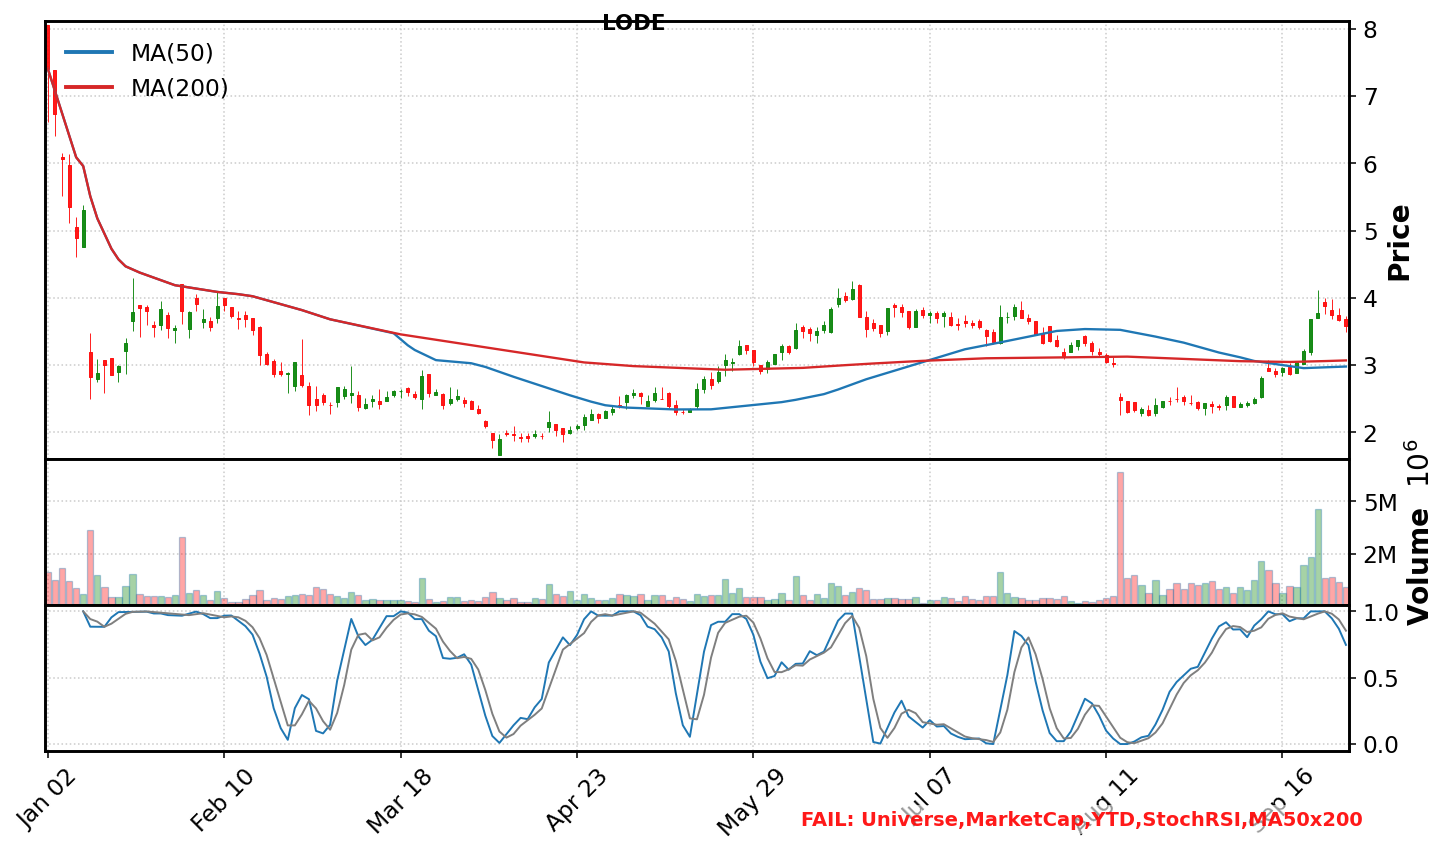 LODE
MA(50)
MA(200)
8
7
6
5
4
3
2
Price
5M
2M
Volume 10^6
1.0
0.5
0.0
Jan 02
Feb 10
Mar 18
Apr 23
May 29
Jul 07
Aug 11
Sep 16
FAIL: Universe,MarketCap,YTD,StochRSI,MA50x200